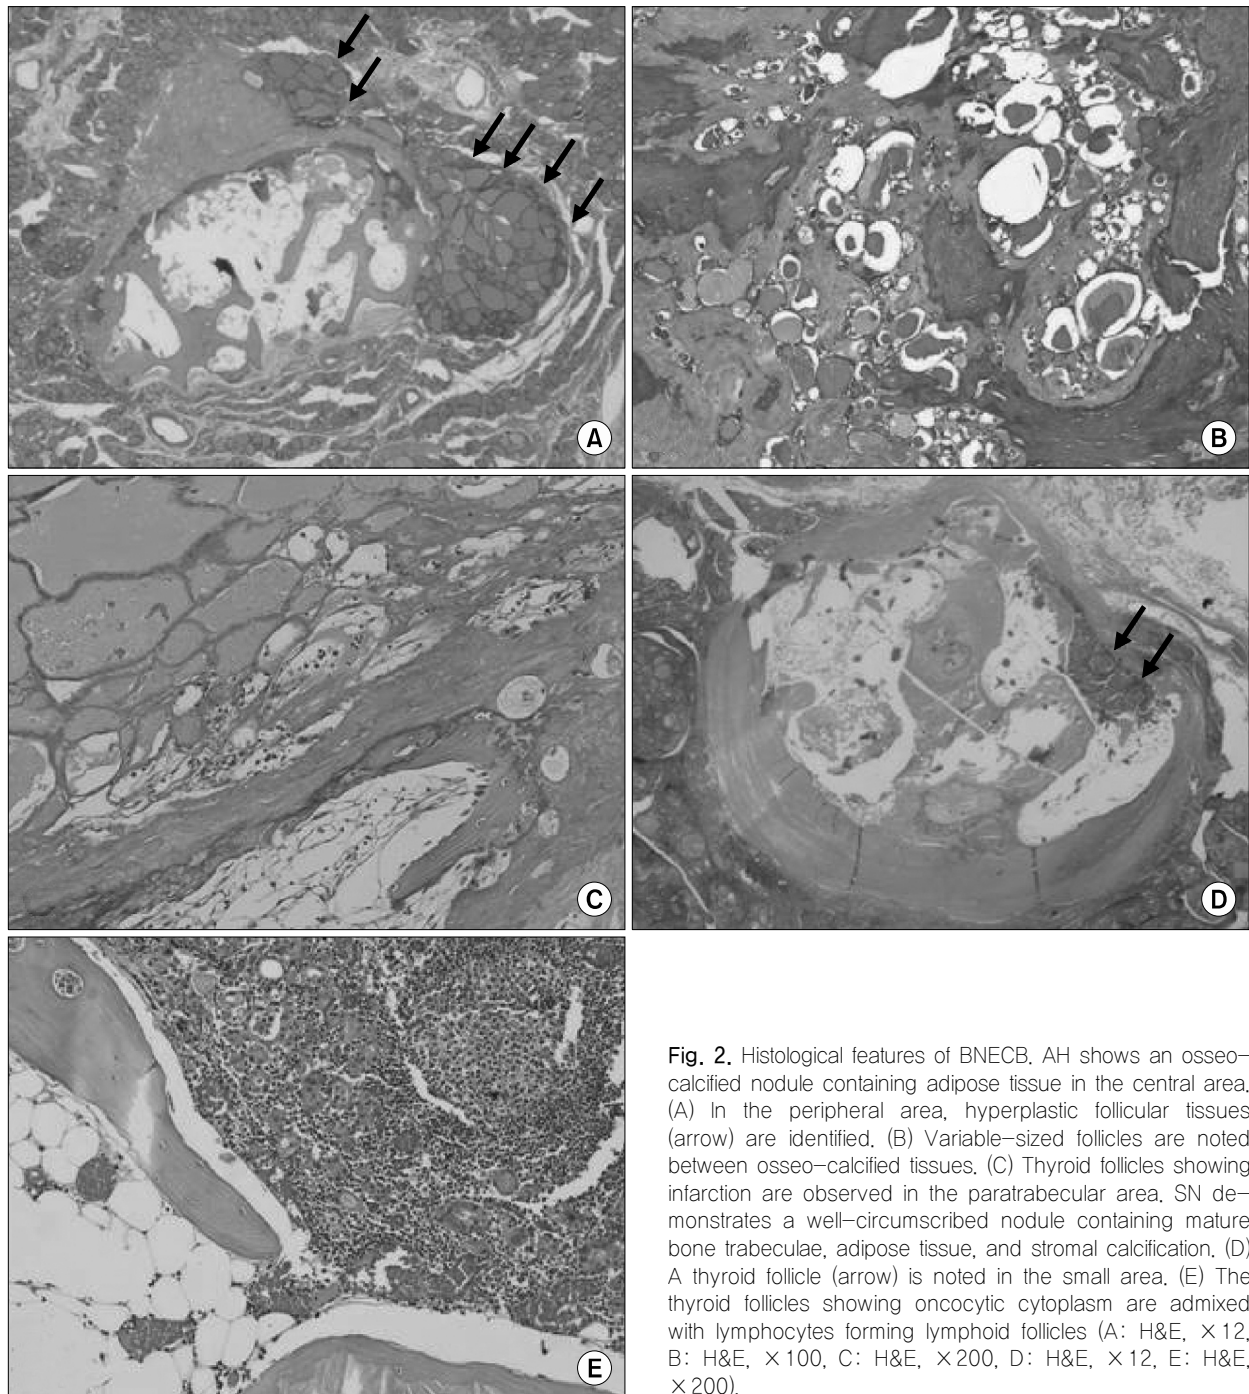 A
B
C
D
E
Fig. 2. Histological features of BNECB. AH shows an osseo-
calcified nodule containing adipose tissue in the central area.
(A) In the peripheral area, hyperplastic follicular tissues
(arrow) are identified. (B) Variable-sized follicles are noted
between osseo-calcified tissues. (C) Thyroid follicles showing
infarction are observed in the paratrabecular area. SN de-
monstrates a well-circumscribed nodule containing mature
bone trabeculae, adipose tissue, and stromal calcification. (D)
A thyroid follicle (arrow) is noted in the small area. (E) The
thyroid follicles showing oncocytic cytoplasm are admixed
with lymphocytes forming lymphoid follicles (A: H&E, ×12,
B: H&E, ×100, C: H&E, ×200, D: H&E, ×12, E: H&E,
×200).